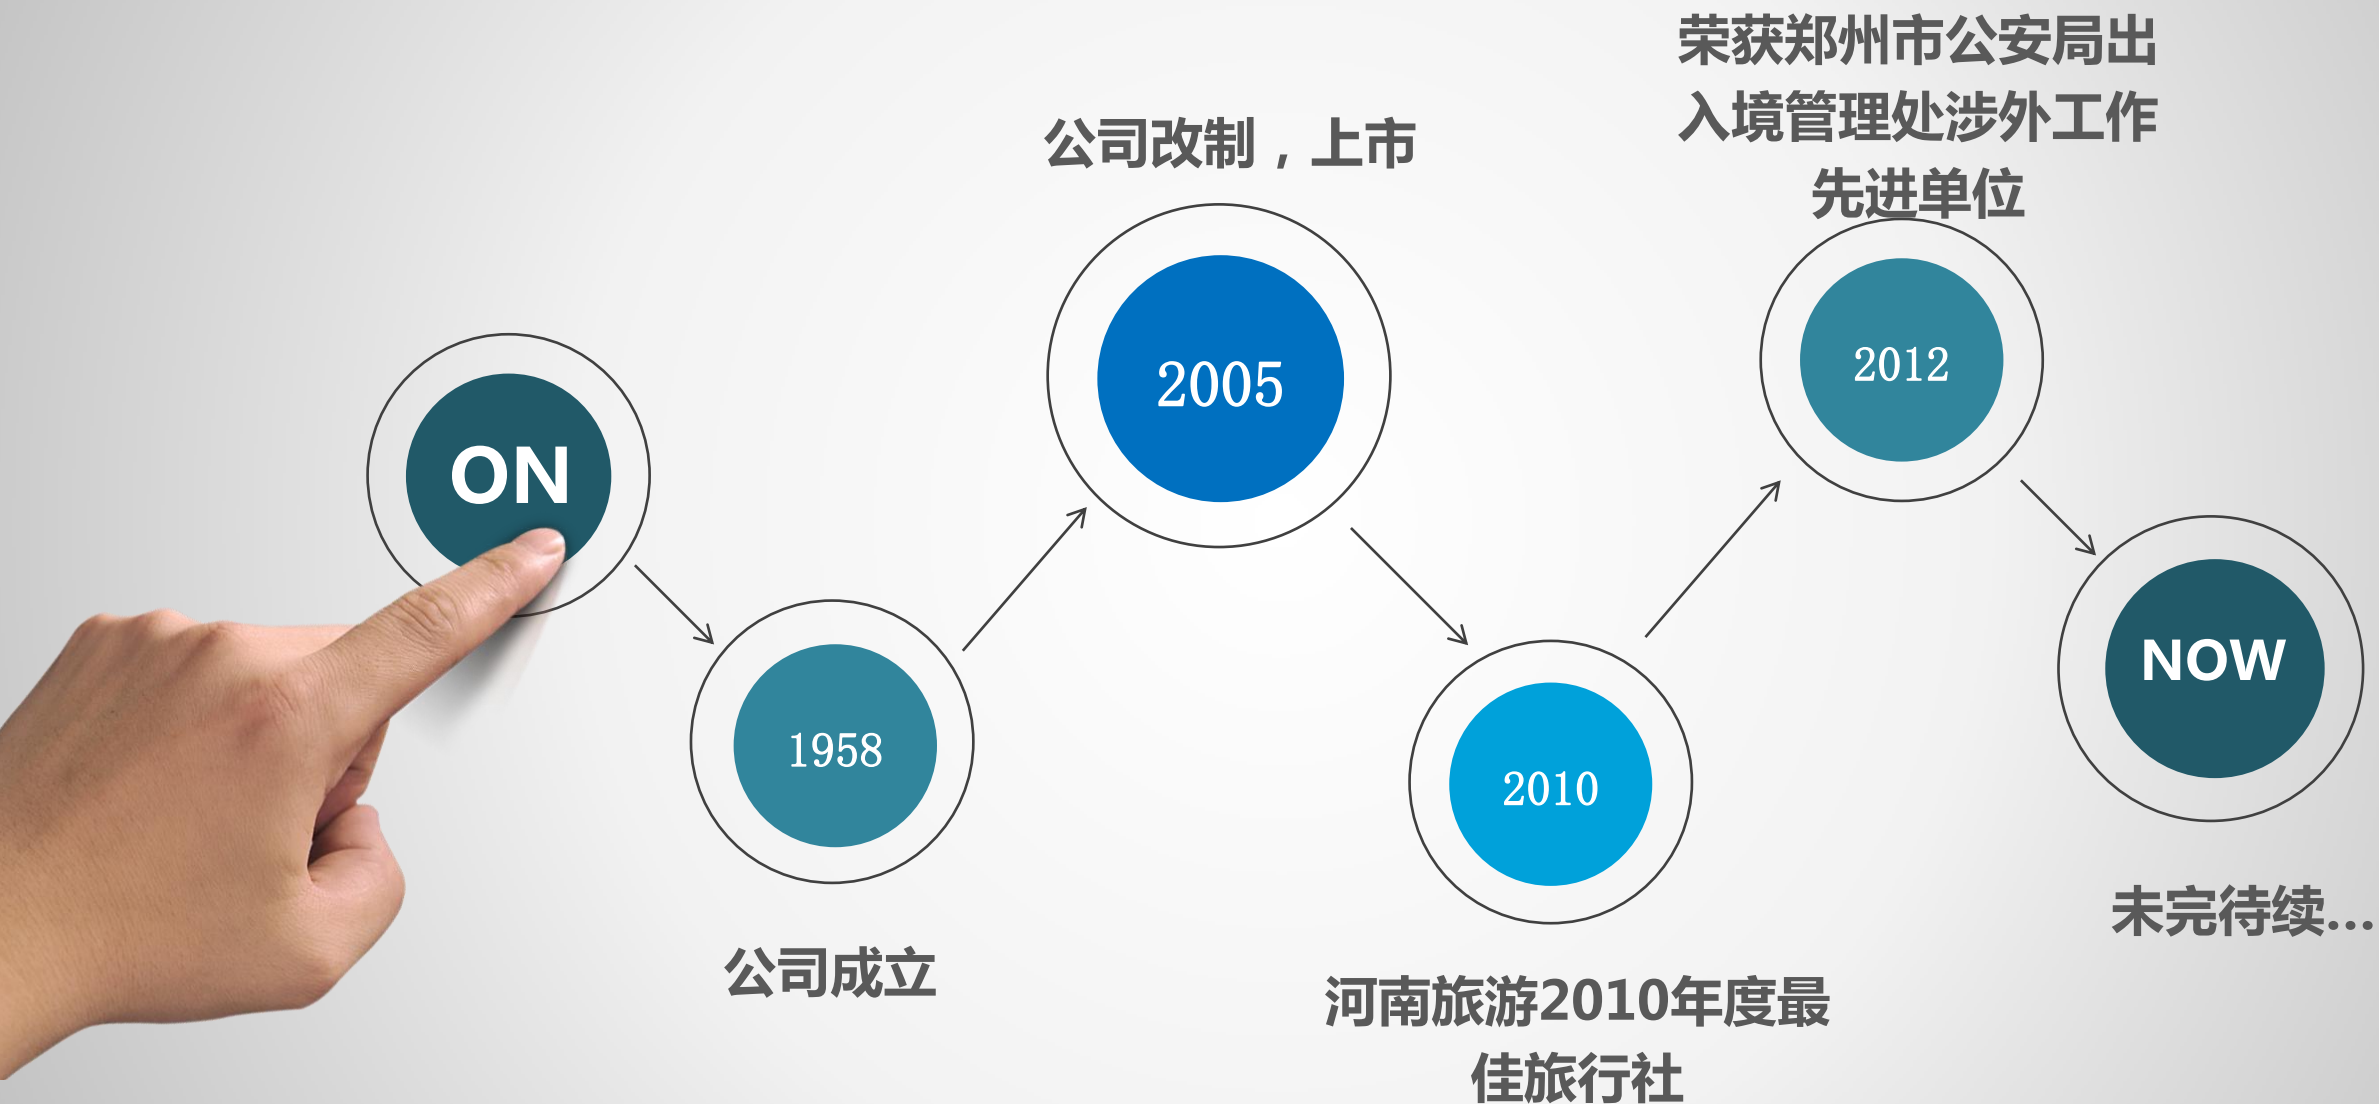 ON
1958
公司成立
公司改制，上市
2005
2010
河南旅游2010年度最
佳旅行社
荣获郑州市公安局出
入境管理处涉外工作
先进单位
2012
NOW
未完待续...